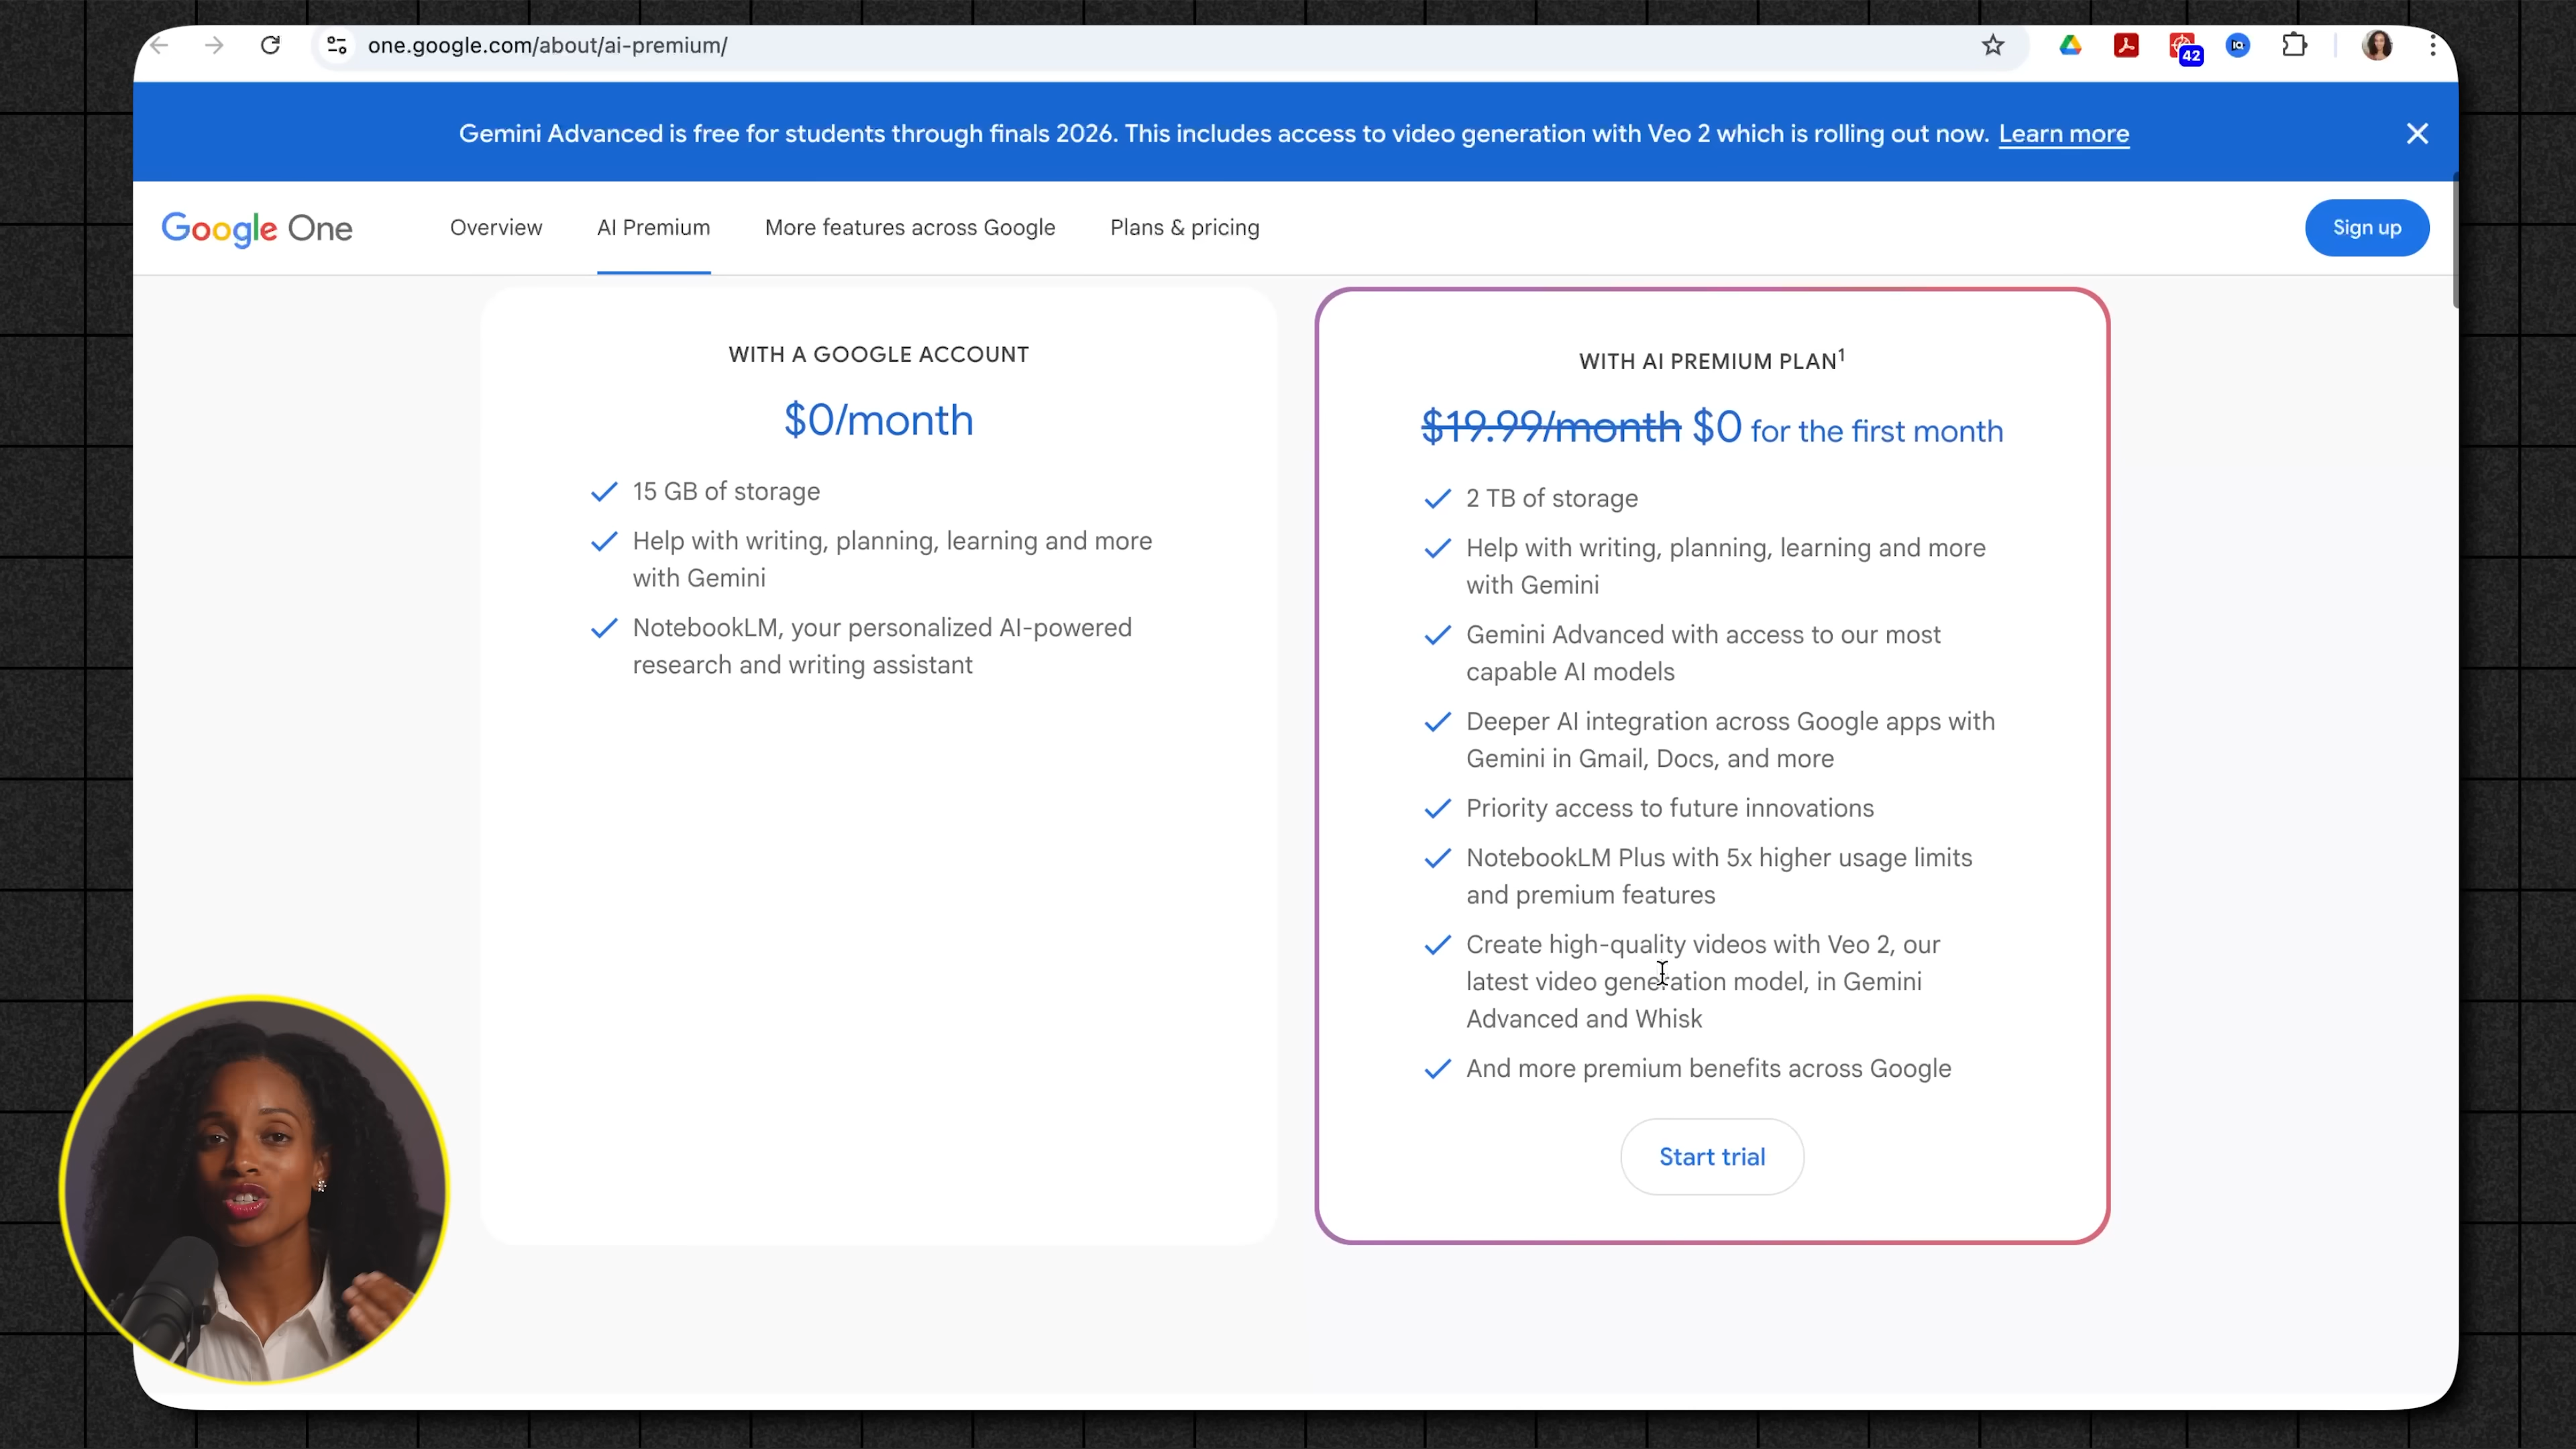 one.google.com/about/ai-premium/
42
IQ
Gemini Advanced is free for students through finals 2026. This includes access to video generation with Veo 2 which is rolling out now. Learn more
Google One
Overview
AI Premium
More features across Google
Plans & pricing
Sign up
WITH A GOOGLE ACCOUNT
$0/month
15 GB of storage
Help with writing, planning, learning and more
with Gemini
NotebookLM, your personalized AI-powered
research and writing assistant
WITH AI PREMIUM PLAN¹
$19.99/month $0 for the first month
2 TB of storage
Help with writing, planning, learning and more
with Gemini
Gemini Advanced with access to our most
capable AI models
Deeper AI integration across Google apps with
Gemini in Gmail, Docs, and more
Priority access to future innovations
NotebookLM Plus with 5x higher usage limits
and premium features
Create high-quality videos with Veo 2, our
latest video generation model, in Gemini
Advanced and Whisk
And more premium benefits across Google
Start trial